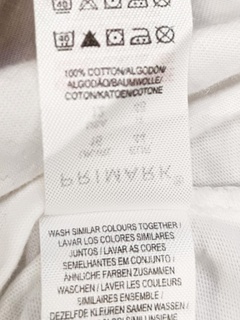 40
40
100% COTTON/ALGODÓN/
ALGODÃO/BAUMWOLLE/
COTON/KATOEN/COTONE
PRIMARK
WASH SIMILAR COLOURS TOGETHER /
LAVAR LOS COLORES SIMILARES
JUNTOS / LAVAR AS CORES
SEMELHANTES EM CONJUNTO /
ÄHNLICHE FARBEN ZUSAMMEN
WASCHEN / LAVER LES COULEURS
SIMILAIRES ENSEMBLE /
DEZELFDE KLEUREN SAMEN WASSEN /